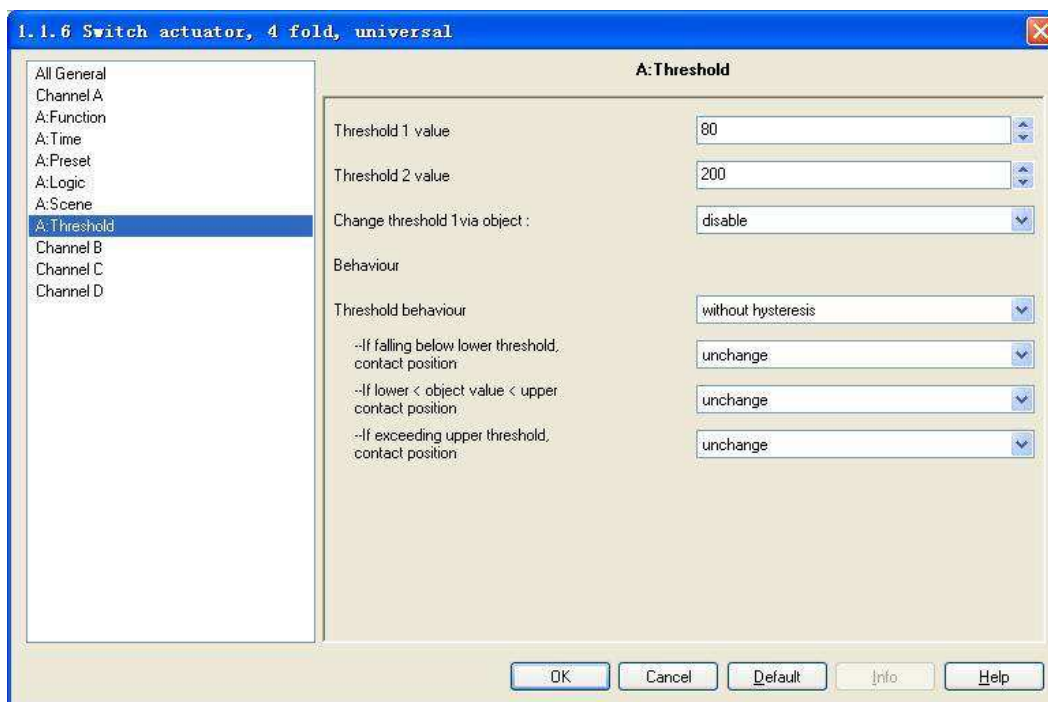 1.1.6 Switch actuator, 4 fold, universal
All General
Channel A
A:Function
A:Time
A:Preset
A:Logic
A:Scene
A:Threshold
Channel B
Channel C
Channel D
A:Threshold
Threshold 1 value
80
Threshold 2 value
200
Change threshold 1via object :
disable
Behaviour
Threshold behaviour
without hysteresis
--If falling below lower threshold,
contact position
unchange
--If lower < object value < upper
contact position
unchange
--If exceeding upper threshold,
contact position
unchange
OK
Cancel
Default
Info
Help